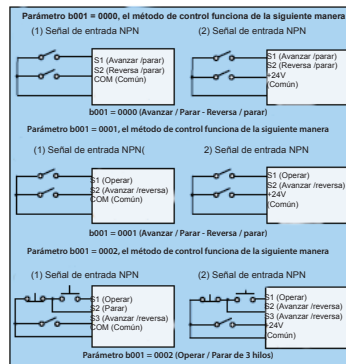 Parámetro b001 = 0000, el método de control funciona de la siguiente manera
(1) Señal de entrada NPN
(2) Señal de entrada NPN
S1 (Avanzar /parar)
S2 (Reversa /parar)
COM (Común)
S1 (Avanzar /parar)
S2 (Reversa /parar)
+24V
(Común)
b001 = 0000 (Avanzar / Parar - Reversa / parar)
Parámetro b001 = 0001, el método de control funciona de la siguiente manera
(1) Señal de entrada NPN(
2) Señal de entrada NPN
S1 (Operar)
S2 (Avanzar /reversa)
COM (Común)
S1 (Operar)
S2 (Avanzar /reversa)
+24V
(Común)
b001 = 0001 (Avanzar / Parar - Reversa / parar)
Parámetro b001 = 0002, el método de control funciona de la siguiente manera
(1) Señal de entrada NPN
(2) Señal de entrada NPN
S1 (Operar)
S2 (Parar)
S3 (Avanzar /reversa)
COM (Común)
S1 (Operar)
S2 (Avanzar /reversa)
S3 (Avanzar/reversa)
+24V
(Común)
Parámetro b001 = 0002 (Operar / Parar de 3 hilos)